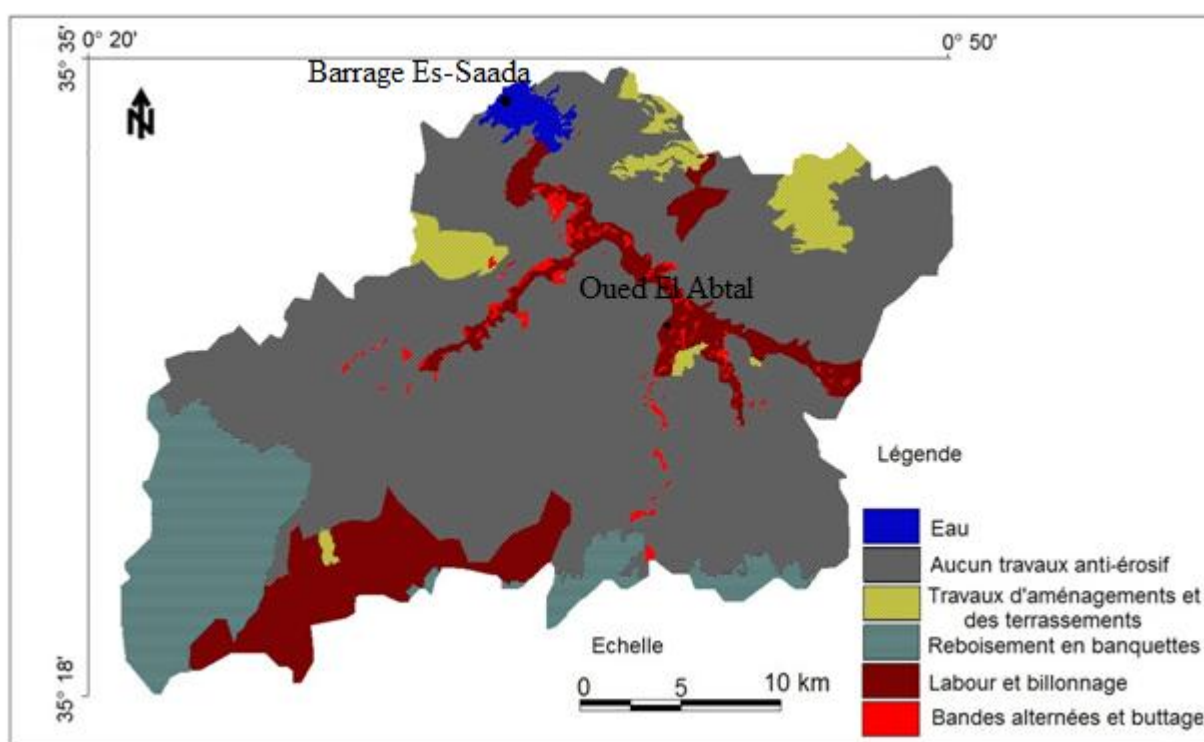 35° 35'
0° 20'
0° 50'
Barrage Es-Saada
N
Oued El Abtal
Légende
Eau
Aucun travaux anti-érosif
Travaux d'aménagements et
des terrassements
Reboisement en banquettes
Labour et billonnage
Bandes alternées et buttage
Echelle
0 5 10 km
35° 18'